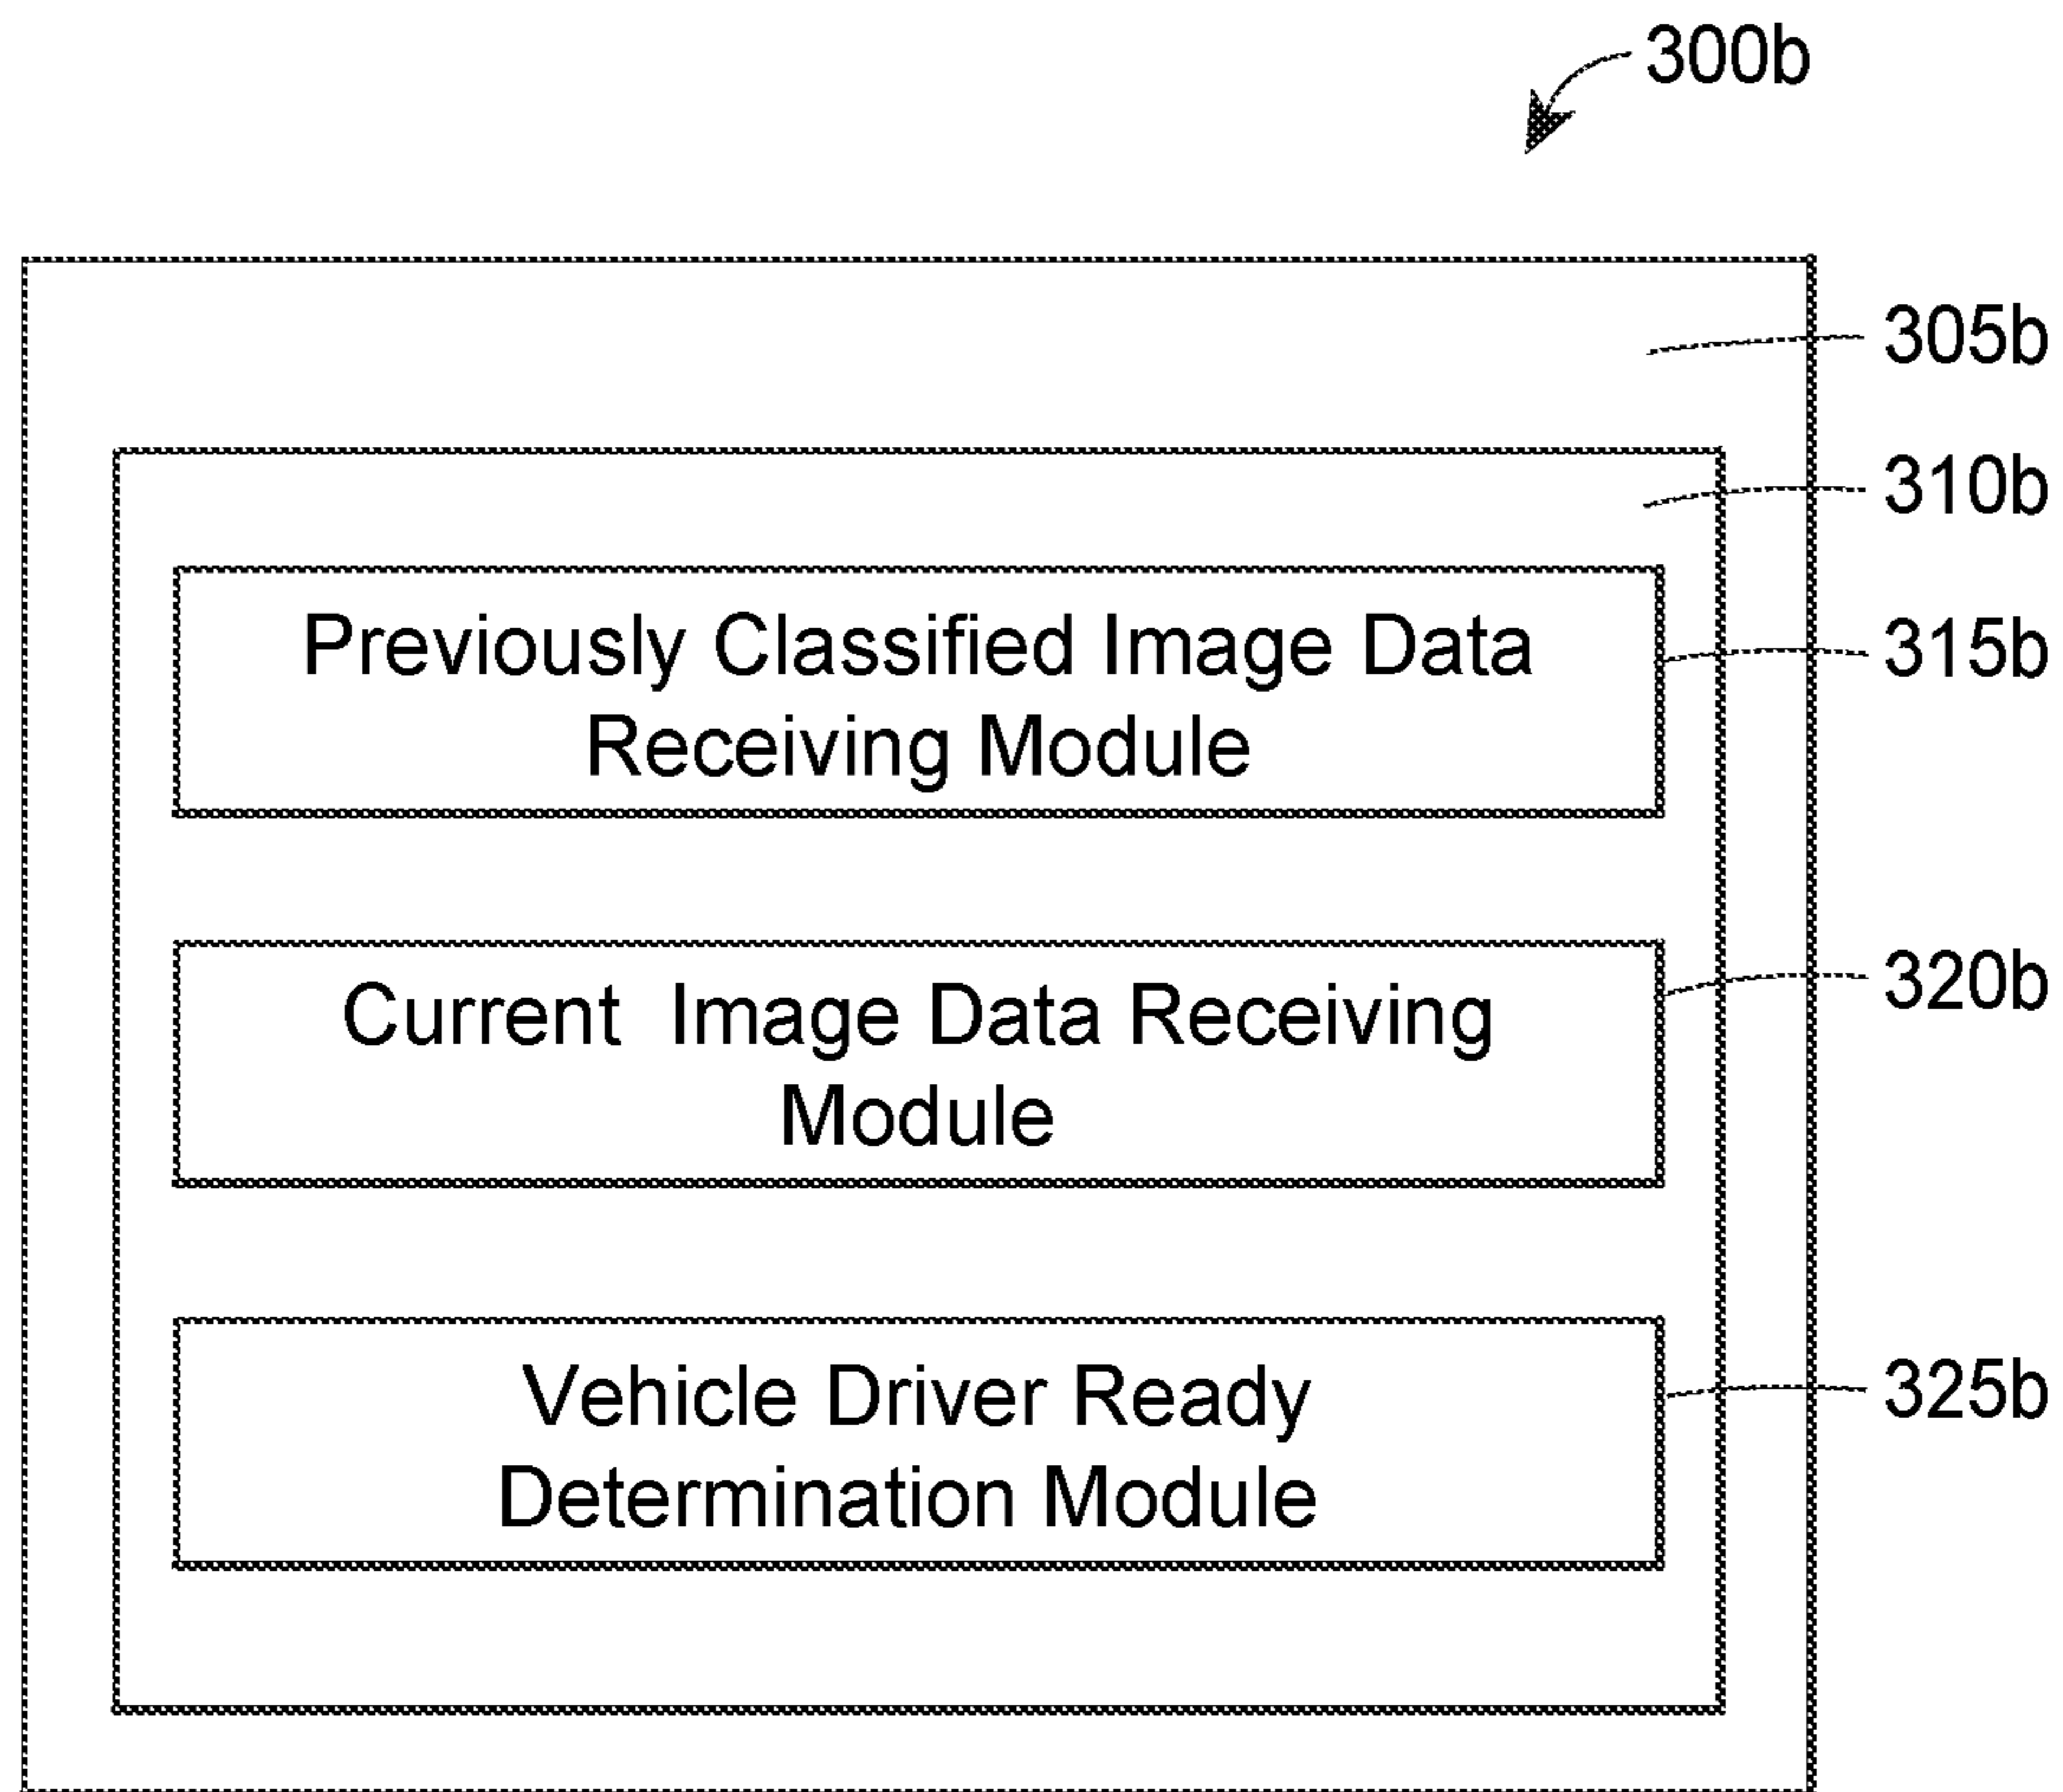 300b
305b
310b
Previously Classified Image Data
Receiving Module
315b
Current Image Data Receiving
Module
320b
Vehicle Driver Ready
Determination Module
325b